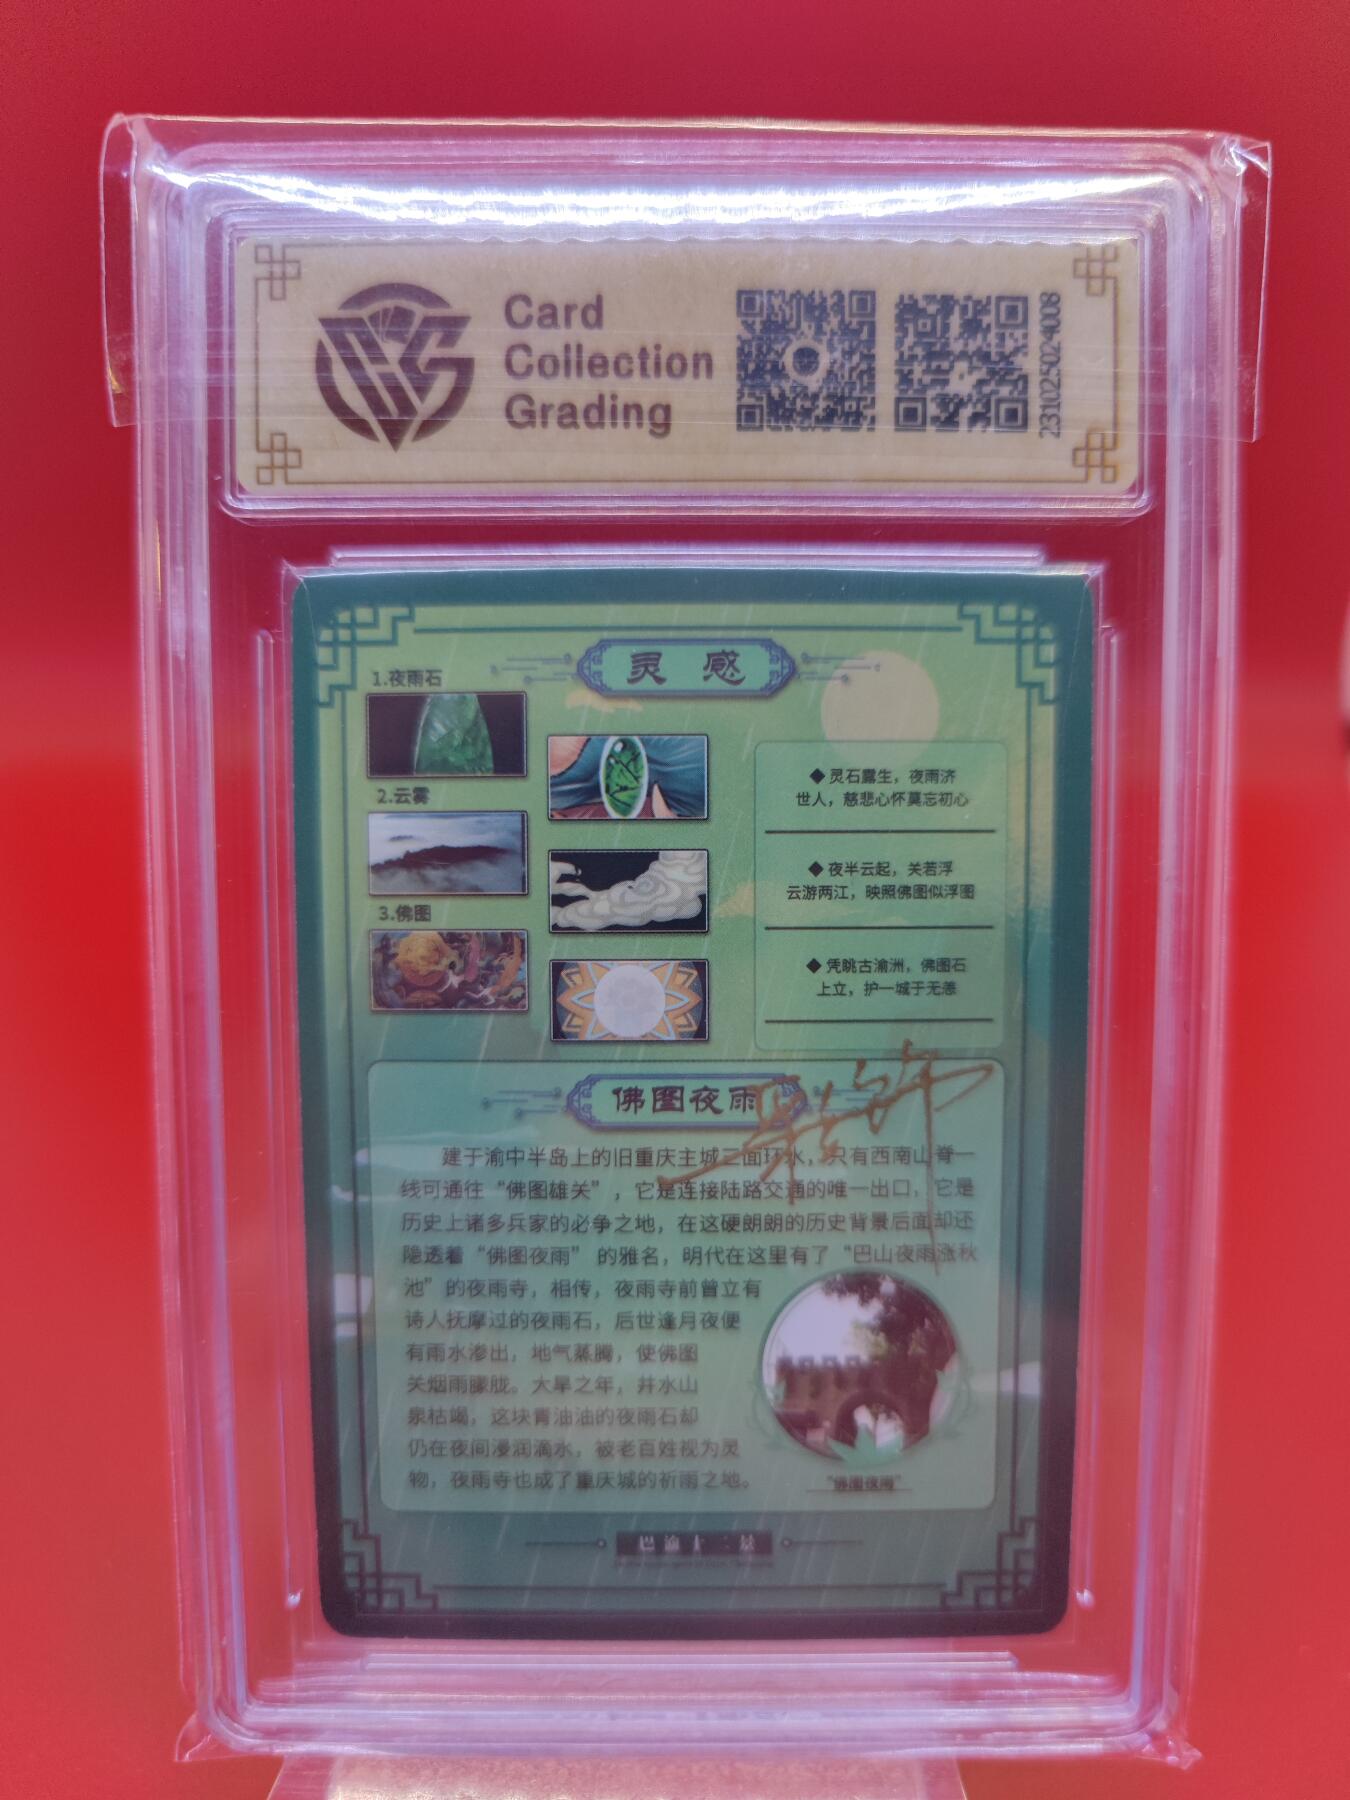 Card
Collection
Grading
2310250024008
灵感
1.夜雨石
2.云雾
3.佛图
◆ 灵石露生，夜雨济
世人，慈悲心怀莫忘初心
◆ 夜半云起，关若浮
云游两江，映照佛图似浮图
◆ 凭眺古渝洲，佛图石
上立，护一城于无恙
佛图夜雨
建于渝中半岛上的旧重庆主城三面环水，只有西南山脊一
线可通往“佛图雄关”，它是连接陆路交通的唯一出口，它是
历史上诸多兵家的必争之地，在这硬朗朗的历史背景后面却还
隐透着“佛图夜雨”的雅名，明代在这里有了“巴山夜雨涨秋
池”的夜雨寺，相传，夜雨寺前曾立有
诗人抚摩过的夜雨石，后世逢月夜便
有雨水渗出，地气蒸腾，使佛图
关烟雨朦胧。大旱之年，井水山
泉枯竭，这块青油油的夜雨石却
仍在夜间浸润滴水，被老百姓视为灵
物，夜雨寺也成了重庆城的祈雨之地。
“佛图夜雨”
巴渝十二景